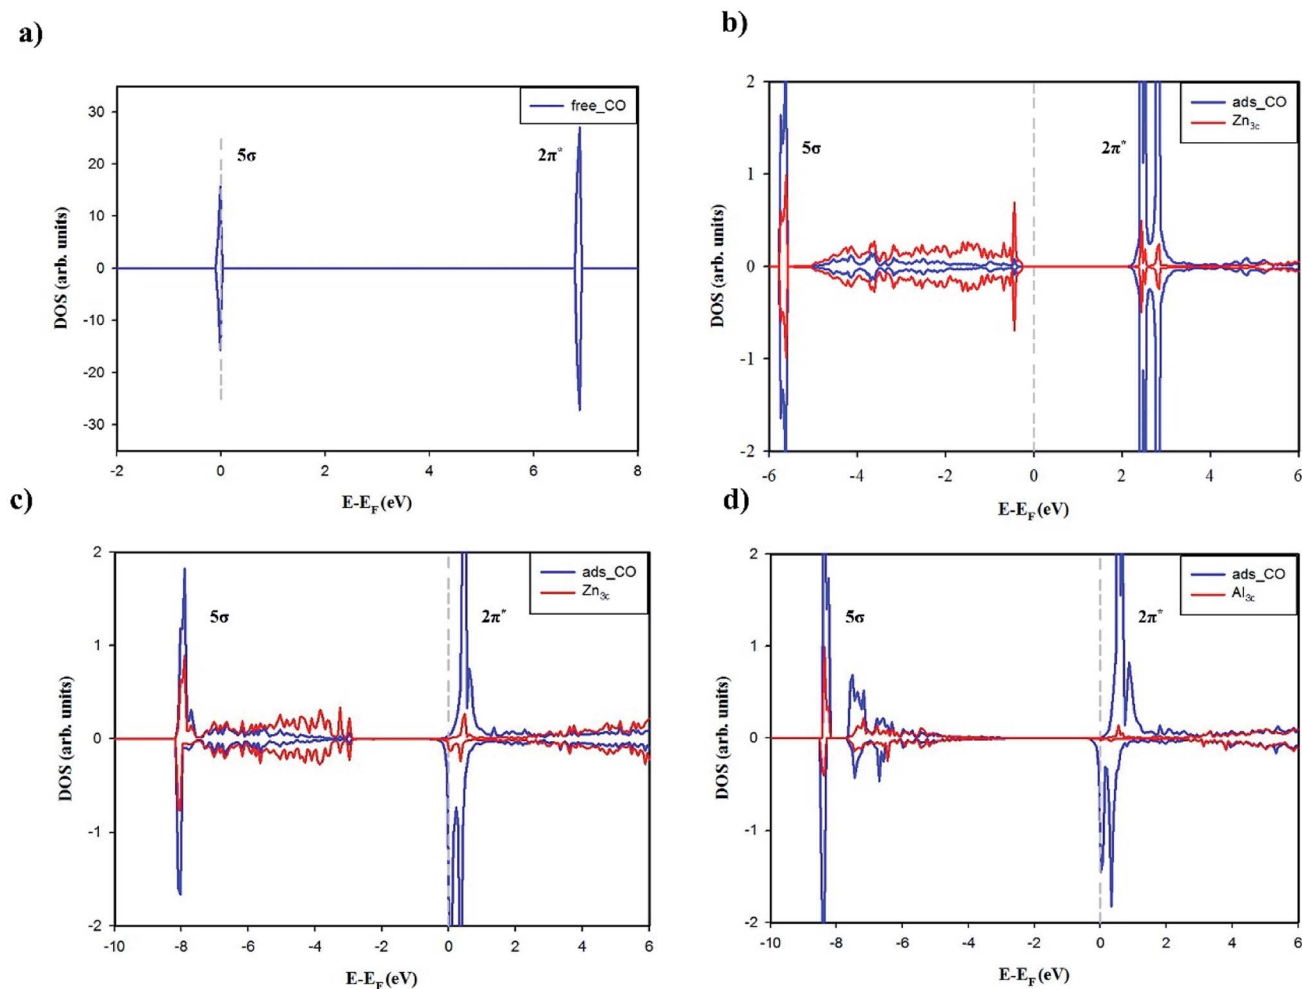 a)
free_CO
5σ
2π*
DOS (arb. units)
30
20
10
0
-10
-20
-30
-2
0
2
4
6
8
E-E_F (eV)
b)
ads_CO
Zn3c
5σ
2π*
DOS (arb. units)
2
1
0
-1
-2
-6
-4
-2
0
2
4
6
E-E_F (eV)
c)
ads_CO
Zn3c
5σ
2π*
DOS (arb. units)
2
1
0
-1
-2
-10
-8
-6
-4
-2
0
2
4
6
E-E_F (eV)
d)
ads_CO
Al3c
5σ
2π*
DOS (arb. units)
2
1
0
-1
-2
-10
-8
-6
-4
-2
0
2
4
6
E-E_F (eV)